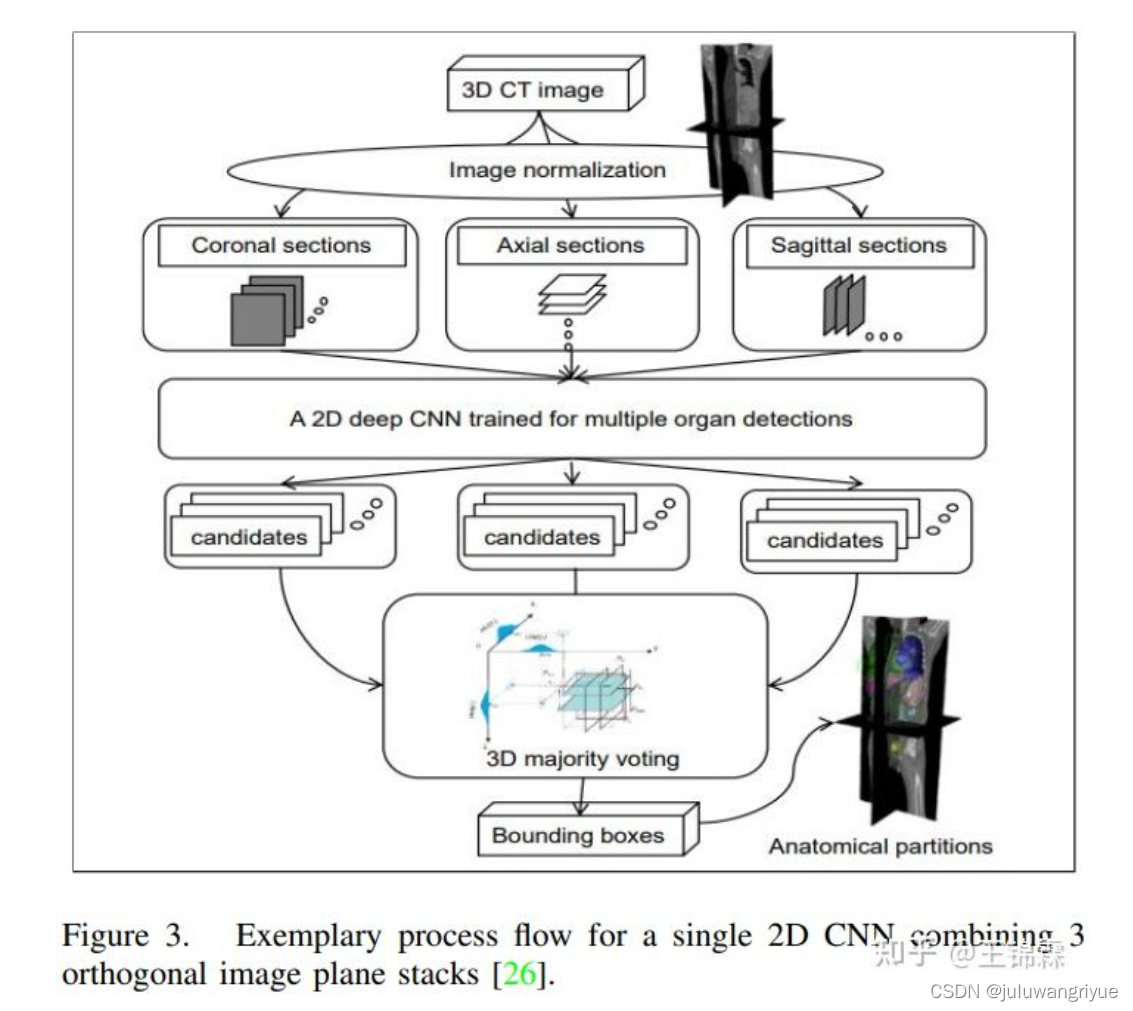 3D CT image
Image normalization
Coronal sections
Axial sections
Sagittal sections
A 2D deep CNN trained for multiple organ detections
candidates
candidates
candidates
3D majority voting
Bounding boxes
Anatomical partitions
Figure 3. Exemplary process flow for a single 2D CNN combining 3
orthogonal image plane stacks [26].
知乎 @王锦霖
CSDN @juluwangriyue